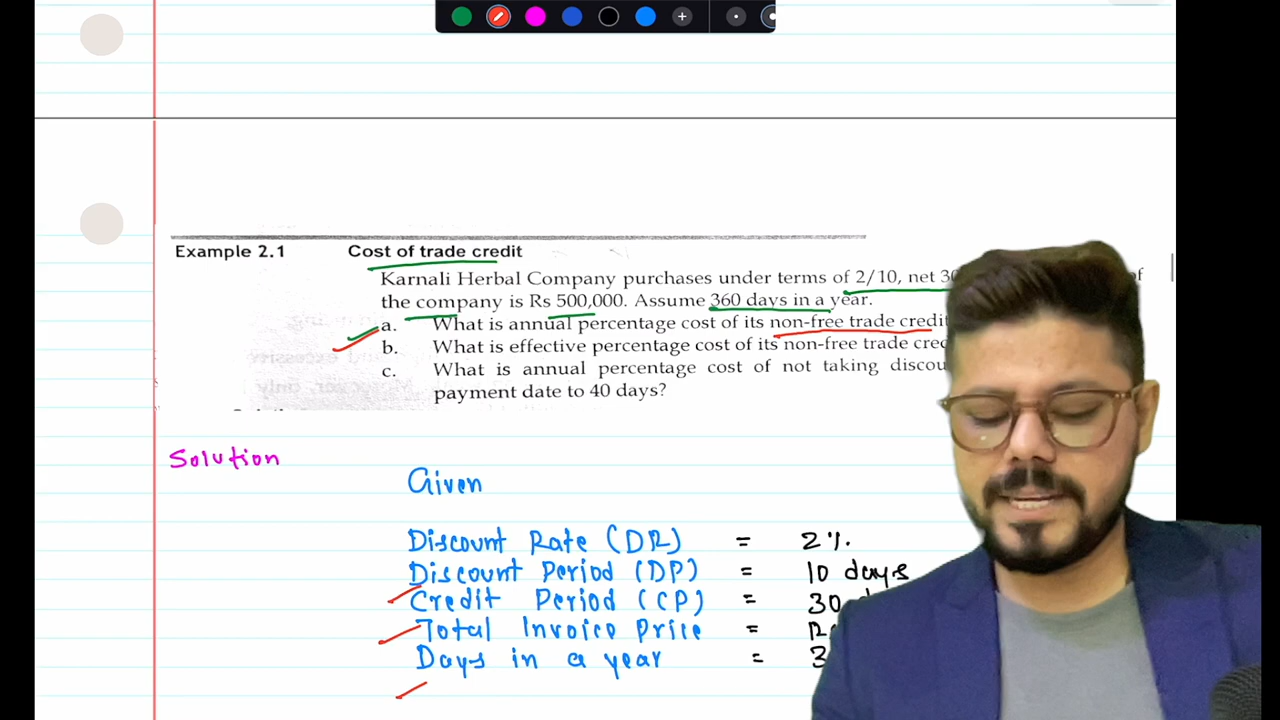 Example 2.1 Cost of trade credit
Karnali Herbal Company purchases under terms of 2/10, net 30
the company is Rs 500,000. Assume 360 days in a year.
a. What is annual percentage cost of its non-free trade credit
b. What is effective percentage cost of its non-free trade
c. What is annual percentage cost of not taking
payment date to 40 days?
Solution
Given
Discount Rate (DR) = 2%.
Discount Period (DP) = 10 days
Credit Period (CP) = 30
Total Invoice Price =
Days in a year =